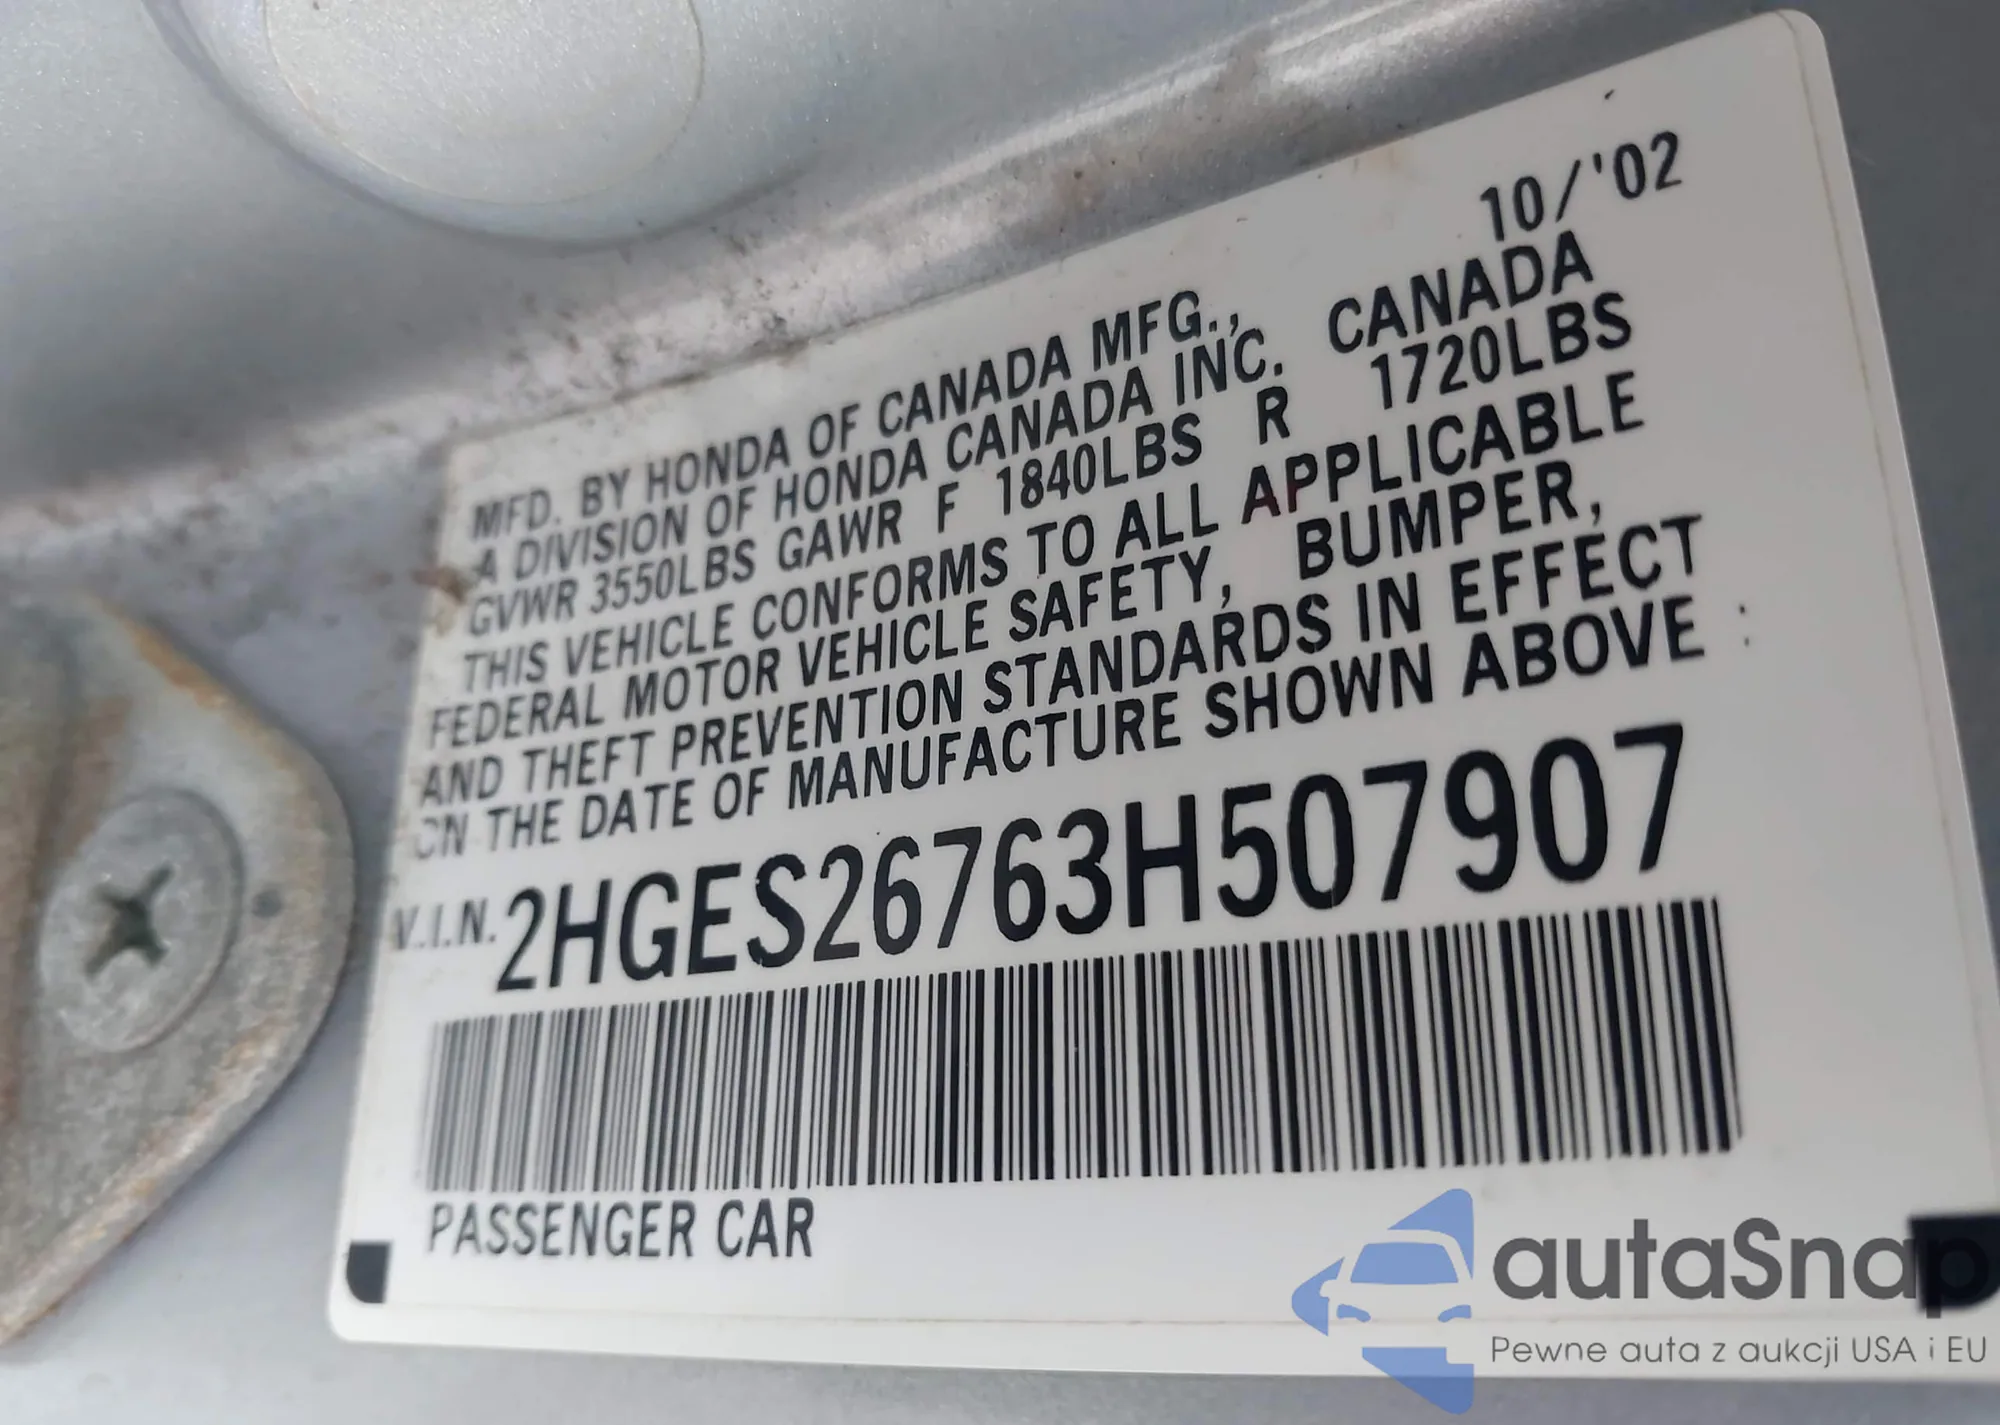 10/'02
MFD. BY HONDA OF CANADA MFG.,
A DIVISION OF HONDA CANADA INC. CANADA
GVWR 3550LBS GAWR F 1840LBS R 1720LBS
THIS VEHICLE CONFORMS TO ALL APPLICABLE
FEDERAL MOTOR VEHICLE SAFETY, BUMPER,
AND THEFT PREVENTION STANDARDS IN EFFECT
ON THE DATE OF MANUFACTURE SHOWN ABOVE :
V.I.N. 2HGES26763H507907
PASSENGER CAR
autaSnap
Pewne auta z aukcji USA i EU